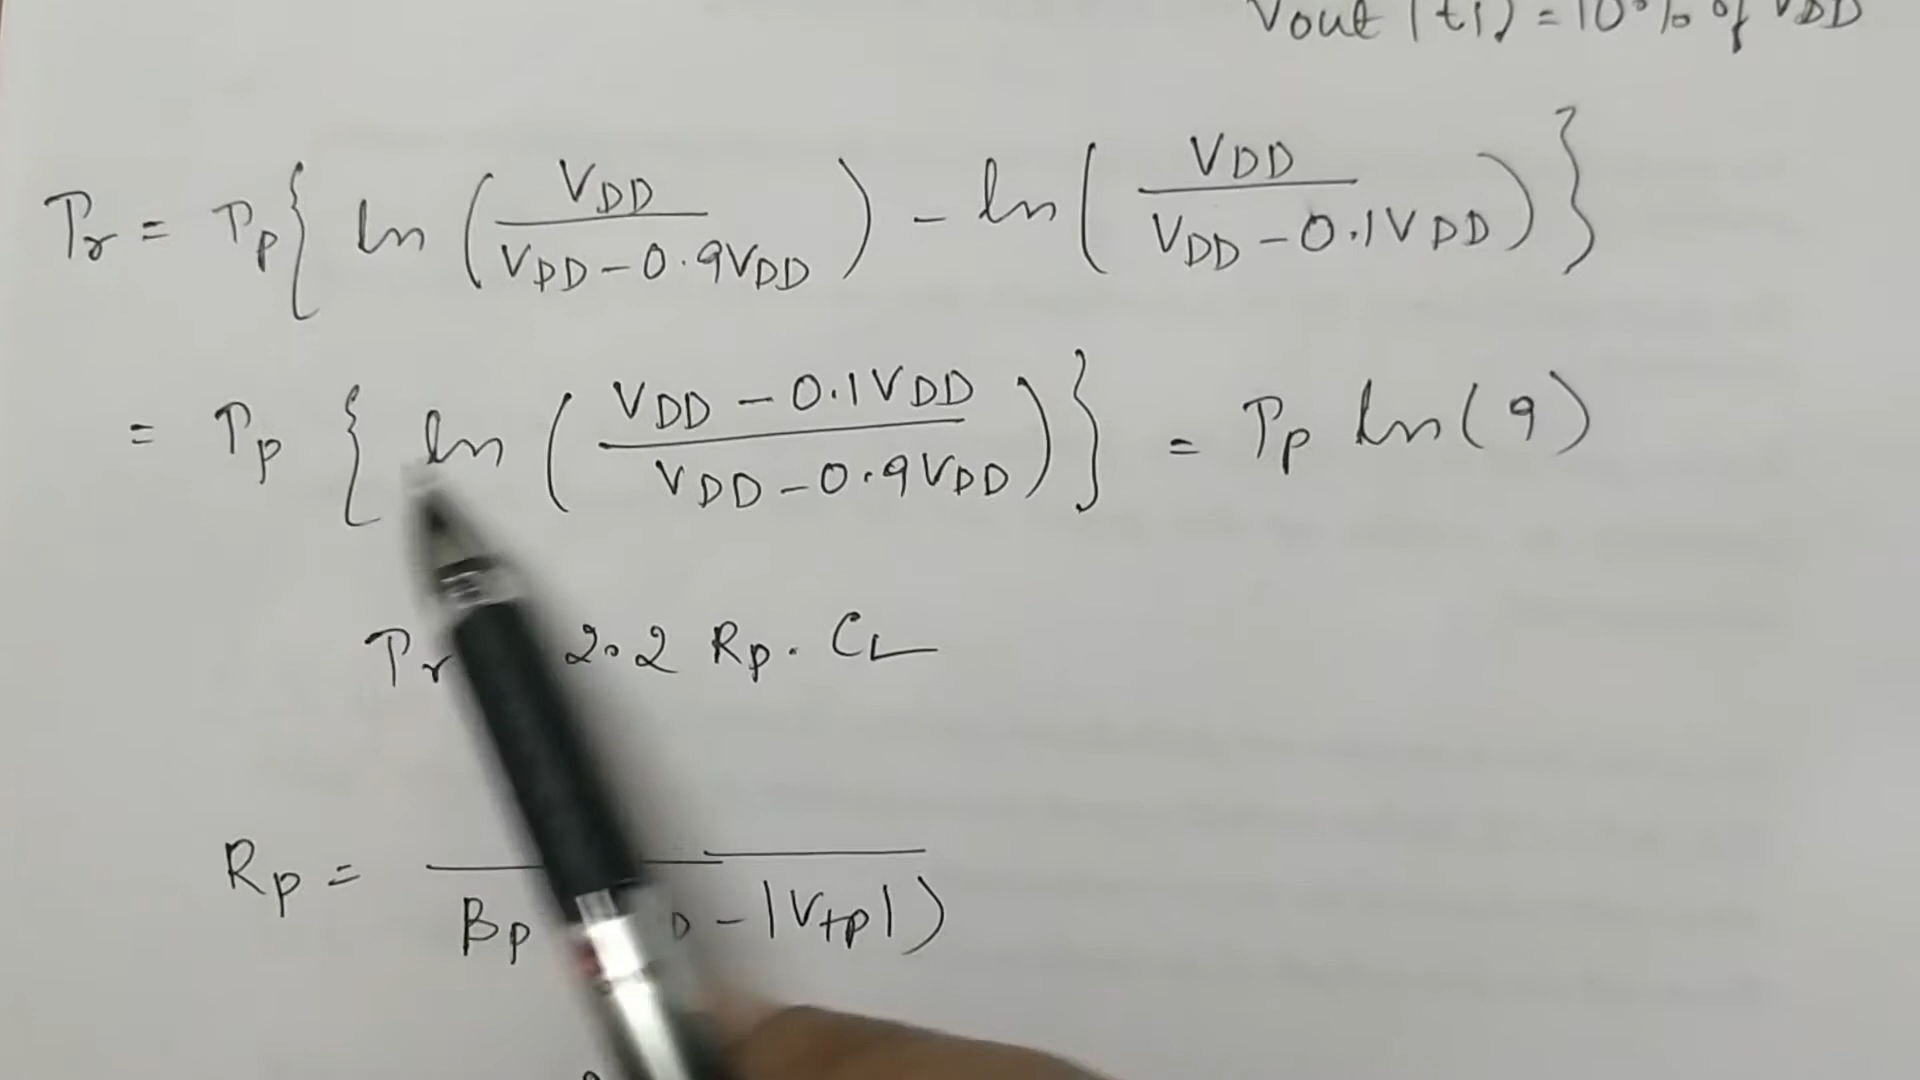 Vout (t1) = 10% of VDD
Tr = Tp{ ln (VDD / (VDD - 0.9VDD)) - ln (VDD / (VDD - 0.1VDD)) }
= Tp { ln ((VDD - 0.1VDD) / (VDD - 0.9VDD)) } = Tp ln(9)
Tr 2.2 Rp. CL
Rp =
Bp D - |Vtp|)